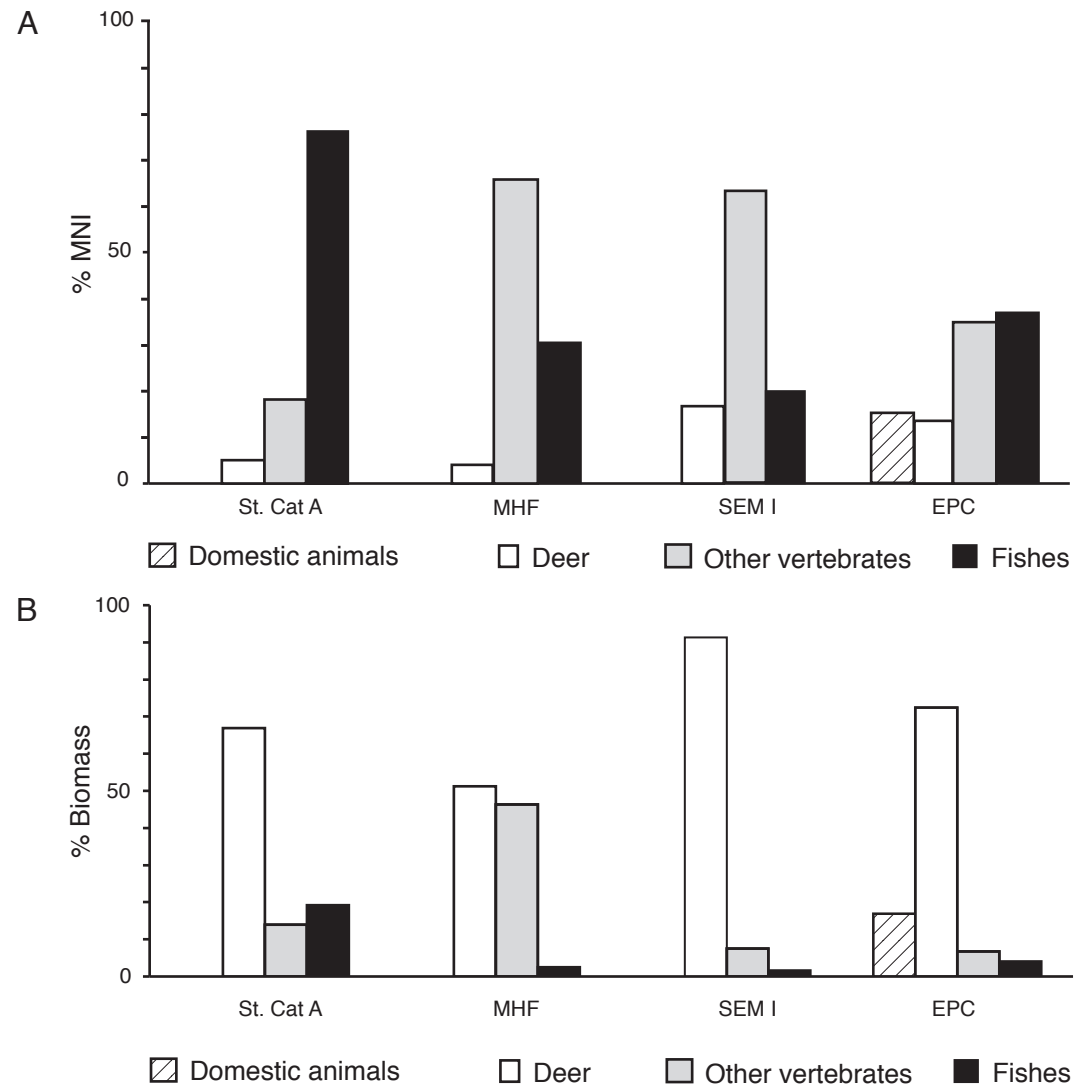 A
100
% MNI
50
0
St. Cat A MHF SEM I EPC
Domestic animals Deer Other vertebrates Fishes
B
100
% Biomass
50
0
St. Cat A MHF SEM I EPC
Domestic animals Deer Other vertebrates Fishes